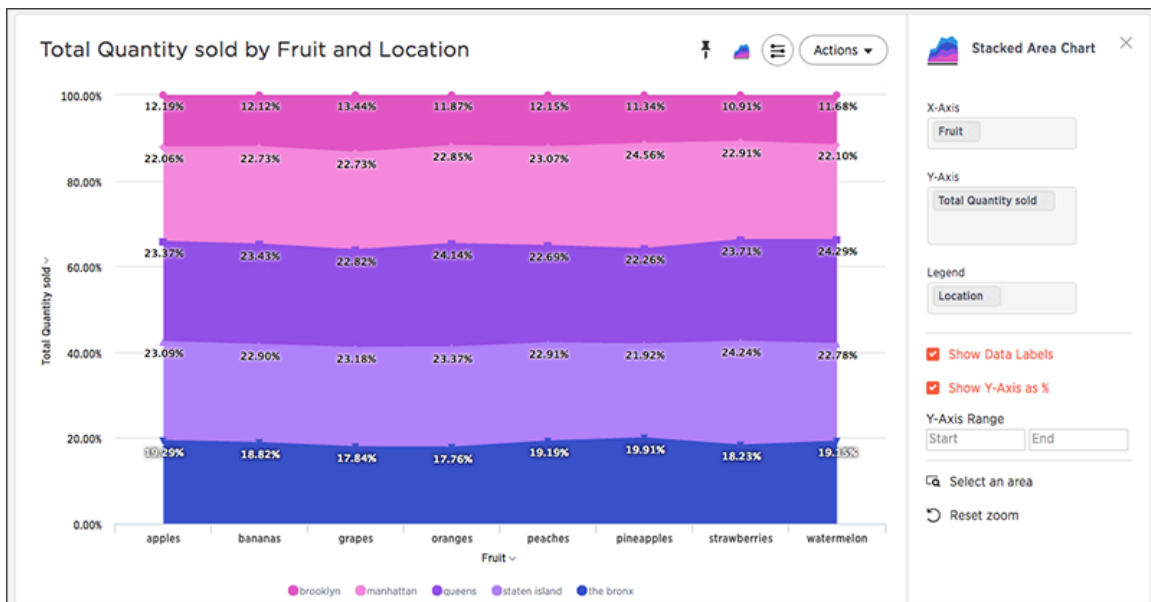 Total Quantity sold by Fruit and Location
Actions
100.00%
80.00%
60.00%
40.00%
20.00%
0.00%
Total Quantity sold
12.19% 12.12% 13.44% 11.87% 12.15% 11.34% 10.91% 11.68%
22.06% 22.73% 22.73% 22.85% 23.07% 24.56% 22.91% 22.10%
23.37% 23.43% 22.82% 24.14% 22.69% 22.26% 23.71% 24.29%
23.09% 22.90% 23.18% 23.37% 22.91% 21.92% 24.24% 22.78%
19.29% 18.82% 17.84% 17.76% 19.19% 19.91% 18.23% 19.15%
apples bananas grapes oranges peaches pineapples strawberries watermelon
Fruit
brooklyn manhattan queens staten island the bronx
Stacked Area Chart
X-Axis
Fruit
Y-Axis
Total Quantity sold
Legend
Location
Show Data Labels
Show Y-Axis as %
Y-Axis Range
Start End
Select an area
Reset zoom